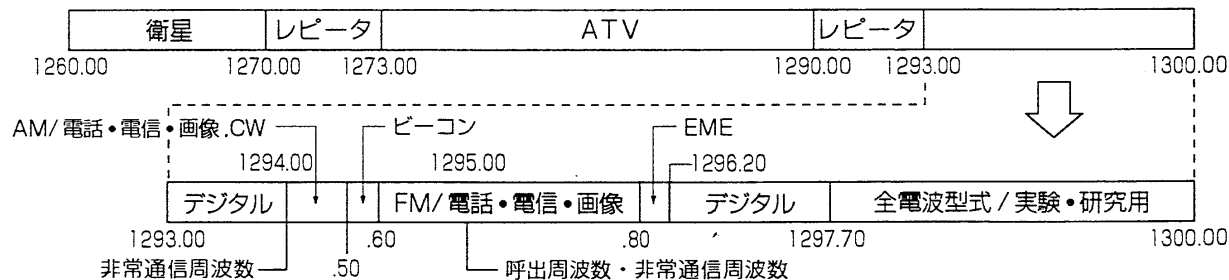 衛星 レピータ ATV レピータ
1260.00 1270.00 1273.00 1290.00 1293.00 1300.00
AM/電話・電信・画像.CW ビーコン EME
1294.00 1295.00 1296.20
デジタル FM/電話・電信・画像 デジタル 全電波型式/実験・研究用
1293.00 .60 .80 1297.70 1300.00
非常通信周波数 .50 呼出周波数・非常通信周波数